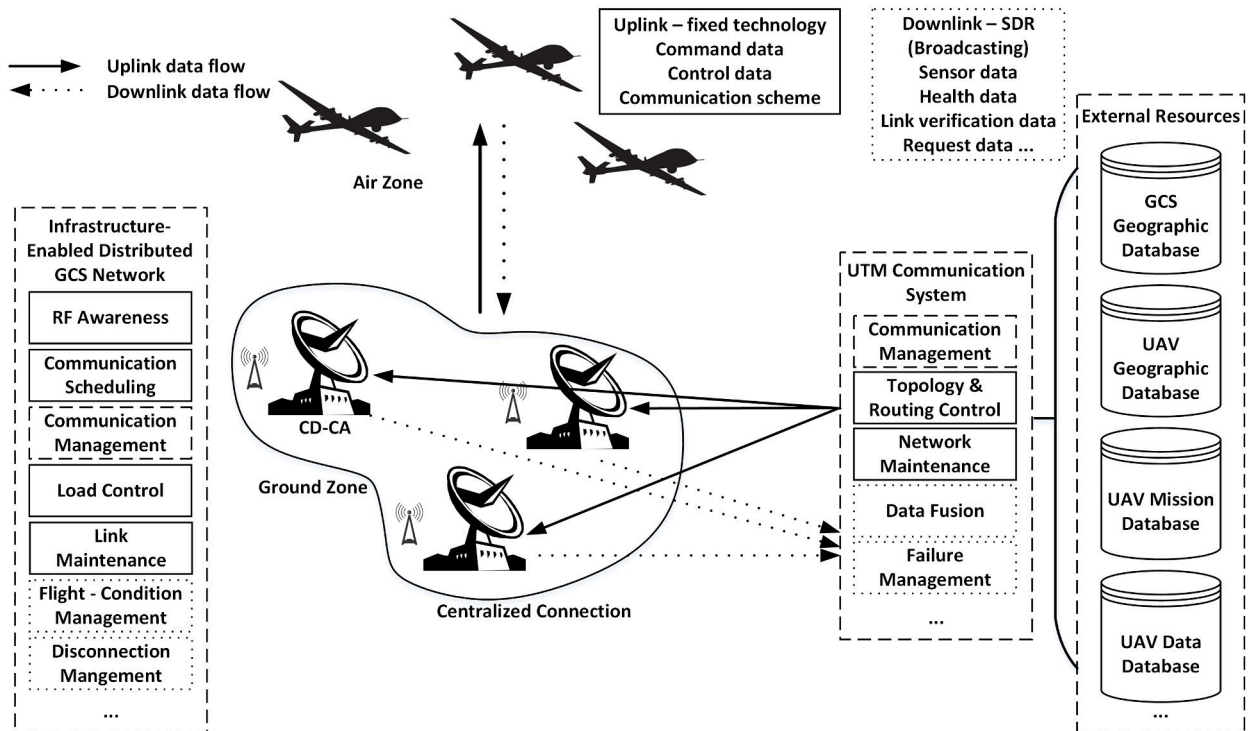 Uplink data flow
Downlink data flow
Uplink – fixed technology
Command data
Control data
Communication scheme
Downlink – SDR
(Broadcasting)
Sensor data
Health data
Link verification data
Request data ...
Air Zone
Infrastructure-
Enabled Distributed
GCS Network
RF Awareness
Communication
Scheduling
Communication
Management
Load Control
Link
Maintenance
Flight - Condition
Management
Disconnection
Mangement
...
CD-CA
Ground Zone
Centralized Connection
UTM Communication
System
Communication
Management
Topology &
Routing Control
Network
Maintenance
Data Fusion
Failure
Management
...
External Resources
GCS
Geographic
Database
UAV
Geographic
Database
UAV Mission
Database
UAV Data
Database
...